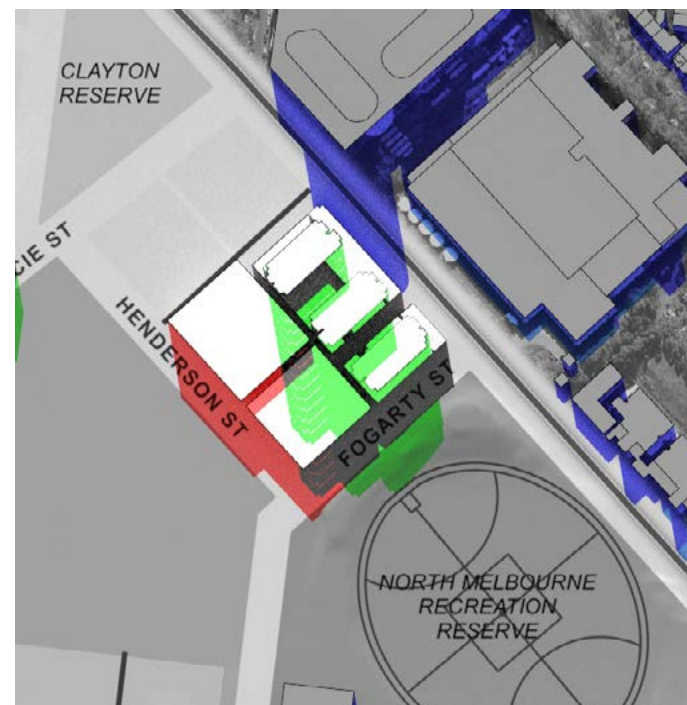 CLAYTON
RESERVE
CIE ST
HENDERSON ST
FOGARTY ST
NORTH MELBOURNE
RECREATION
RESERVE